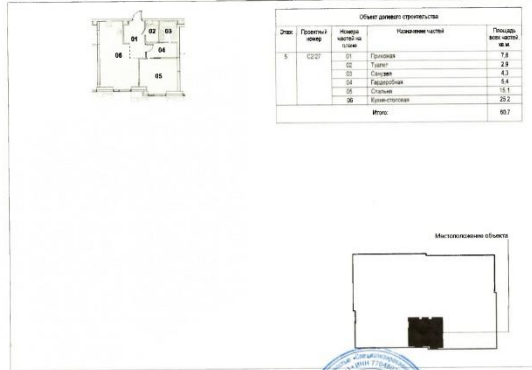 01
02
03
04
05
06
Объект долевого строительства
Этаж Проектный номер Номера частей на плане Назначение частей Площадь всех частей, кв.м.
5 01 Прихожая 7,8
02 Туалет 2,9
03 Санузел 4,3
04 Гардеробная 5,4
05 Спальня 15,1
06 Кухня-столовая 25,2
Итого: 60,7
Местоположение объекта